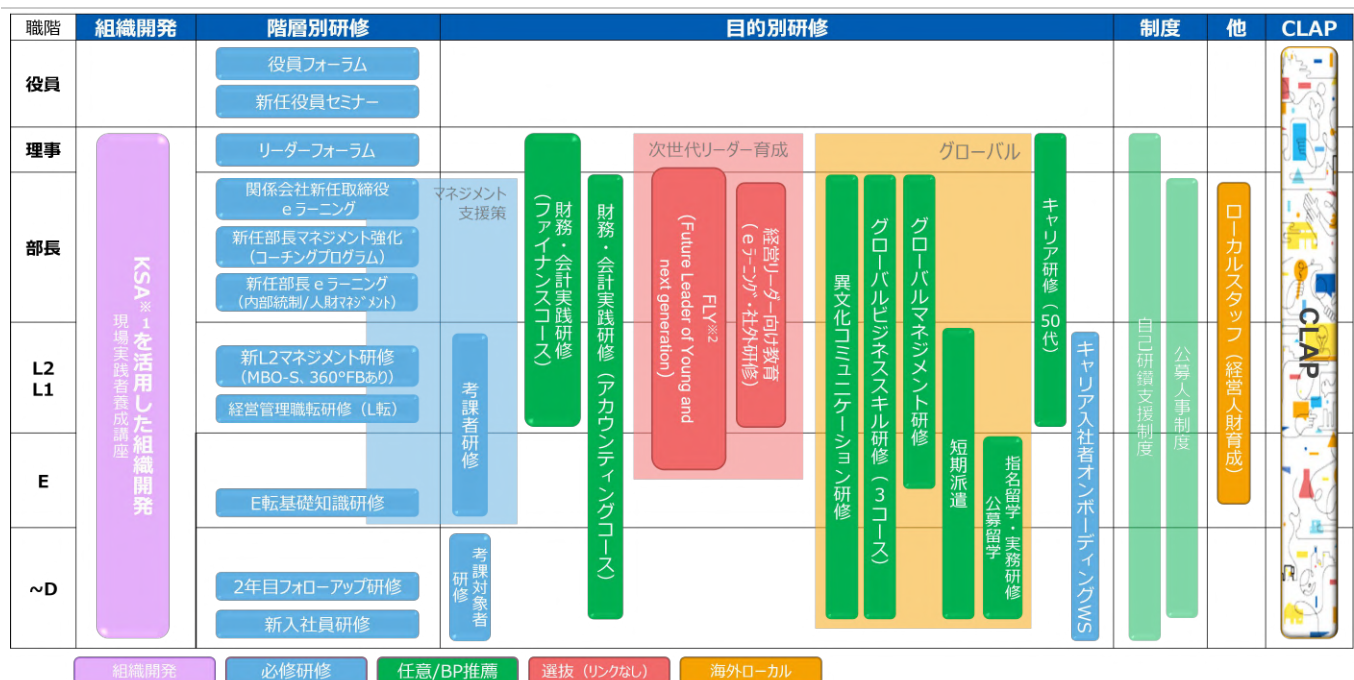 職階
組織開発
階層別研修
目的別研修
制度
他
CLAP
役員
役員フォーラム
新任役員セミナー
理事
リーダーフォーラム
部長
関係会社新任取締役
eラーニング
新任部長マネジメント強化
(コーチングプログラム)
新任部長eラーニング
(内部統制/人財マネジメント)
L2
L1
新L2マネジメント研修
(MBO-S、360°FBあり)
経営管理職転研修（L転）
E
E転基礎知識研修
~D
2年目フォローアップ研修
新入社員研修
KSA※1を活用した組織開発
現場実践者養成講座
マネジメント
支援策
考課者研修
考課対象者
研修
財務・会計実践研修
（ファイナンスコース）
財務・会計実践研修（アカウンティングコース）
次世代リーダー育成
FLY※2
(Future Leader of Young and
next generation)
経営リーダー向け教育
（eラーニング・社外研修）
グローバル
異文化コミュニケーション研修
グローバルビジネススキル研修（3コース）
グローバルマネジメント研修
短期派遣
指名留学・実務研修
公募留学
キャリア研修（50代）
キャリア入社者オンボーディングWS
自己研鑽支援制度
公募人事制度
ローカルスタッフ（経営人財育成）
CLAP
組織開発
必修研修
任意/BP推薦
選抜（リンクなし）
海外ローカル